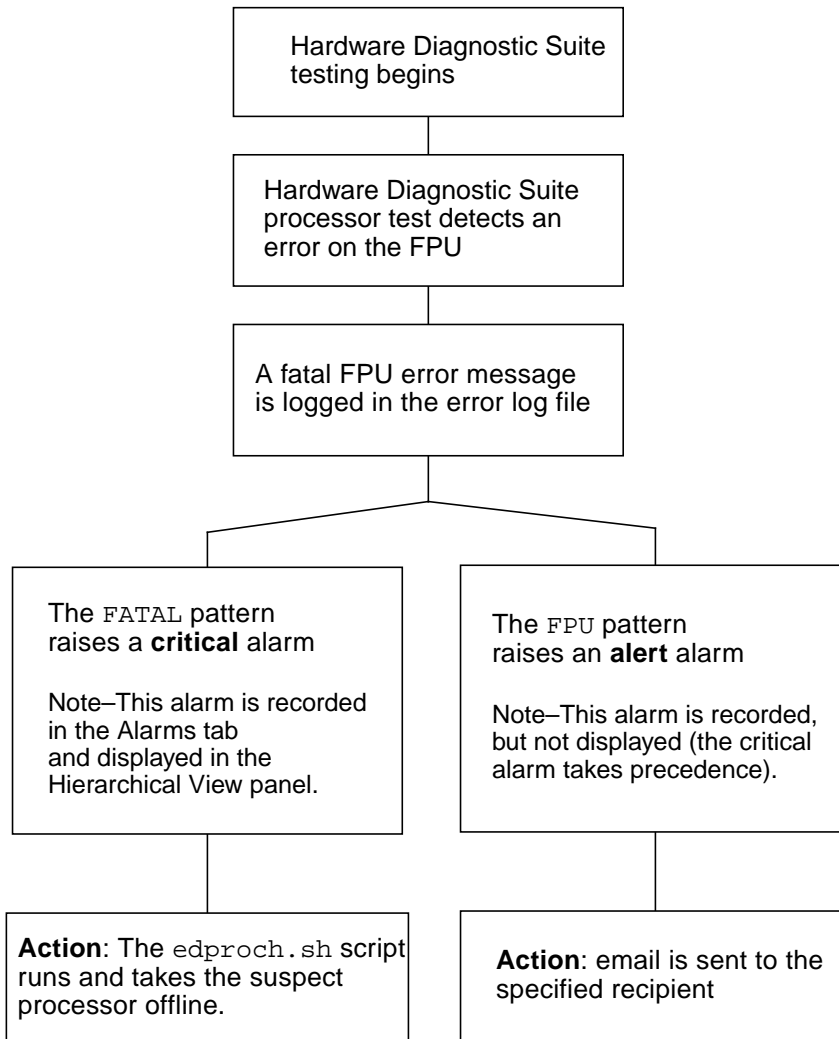 Hardware Diagnostic Suite
testing begins
Hardware Diagnostic Suite
processor test detects an
error on the FPU
A fatal FPU error message
is logged in the error log file
The FATAL pattern
raises a critical alarm
Note–This alarm is recorded
in the Alarms tab
and displayed in the
Hierarchical View panel.
The FPU pattern
raises an alert alarm
Note–This alarm is recorded,
but not displayed (the critical
alarm takes precedence).
Action: The edproch.sh script
runs and takes the suspect
processor offline.
Action: email is sent to the
specified recipient